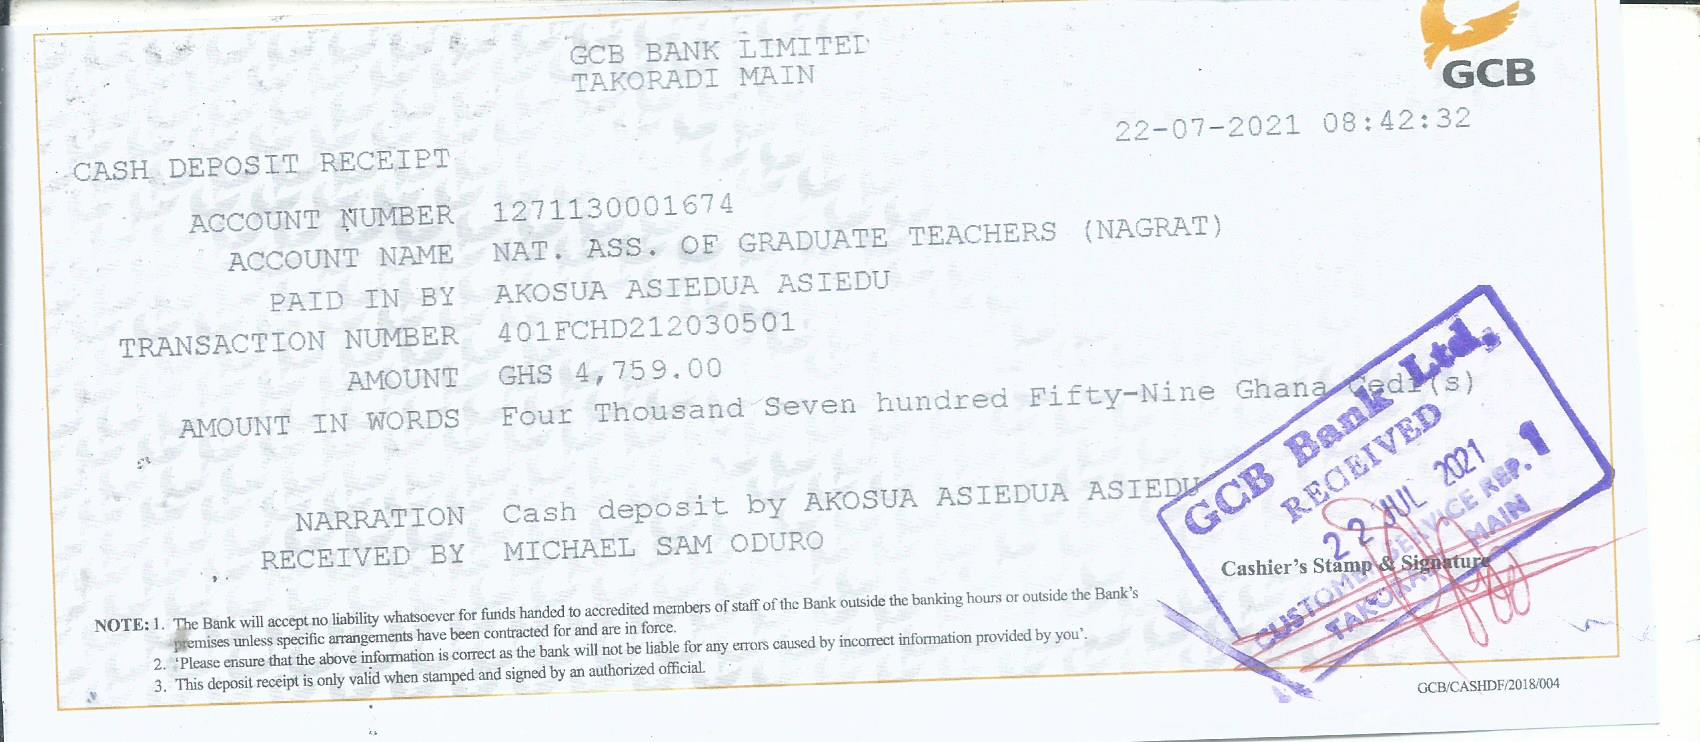 GCB BANK LIMITED
TAKORADI MAIN
GCB
22-07-2021 08:42:32
CASH DEPOSIT RECEIPT
ACCOUNT NUMBER 1271130001674
ACCOUNT NAME NAT. ASS. OF GRADUATE TEACHERS (NAGRAT)
PAID IN BY AKOSUA ASIEDUA ASIEDU
TRANSACTION NUMBER 401FCHD212030501
AMOUNT GHS 4,759.00
AMOUNT IN WORDS Four Thousand Seven hundred Fifty-Nine Ghana Cedi(s)
NARRATION Cash deposit by AKOSUA ASIEDUA ASIEDU
RECEIVED BY MICHAEL SAM ODURO
GCB Bank Ltd,
RECEIVED
22 JUL 2021
CUSTOMER SERVICE REP. 1
TAKORADI MAIN
Cashier's Stamp & Signature
NOTE: 1. The Bank will accept no liability whatsoever for funds handed to accredited members of staff of the Bank outside the banking hours or outside the Bank's
premises unless specific arrangements have been contracted for and are in force.
2. 'Please ensure that the above information is correct as the bank will not be liable for any errors caused by incorrect information provided by you'.
3. This deposit receipt is only valid when stamped and signed by an authorized official.
GCB/CASHDF/2018/004